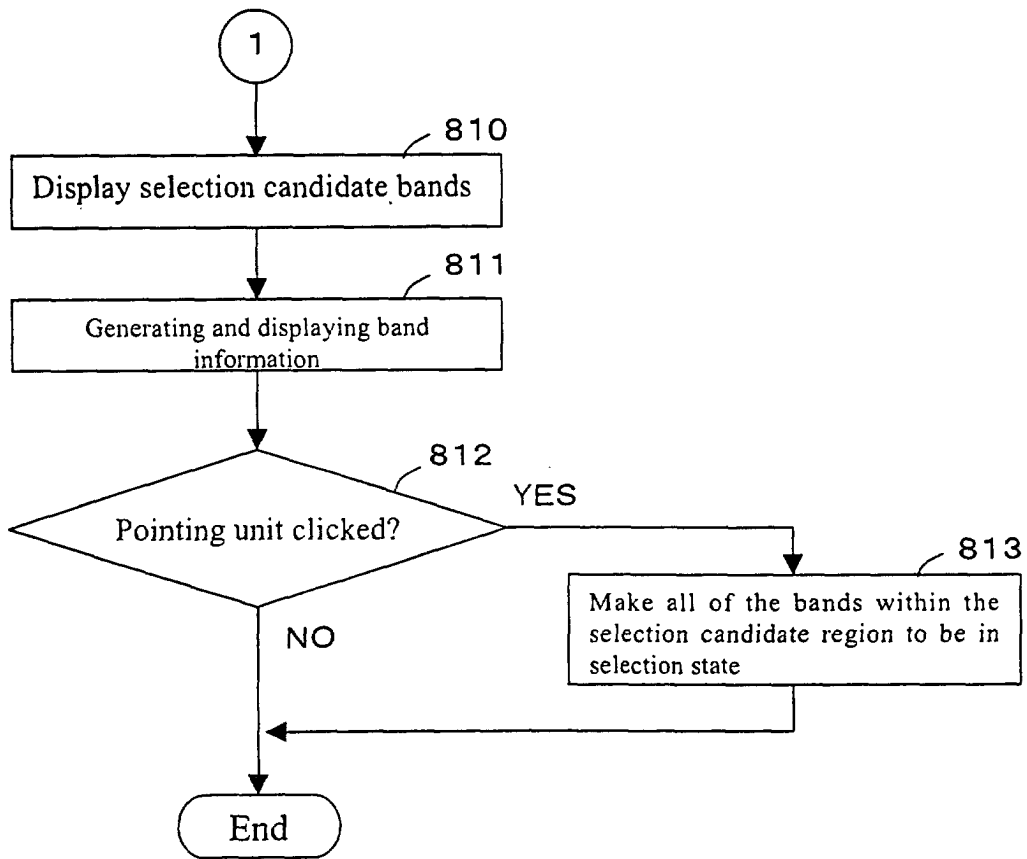 1
810
Display selection candidate bands
811
Generating and displaying band
information
812
Pointing unit clicked?
YES
813
Make all of the bands within the
selection candidate region to be in
selection state
NO
End